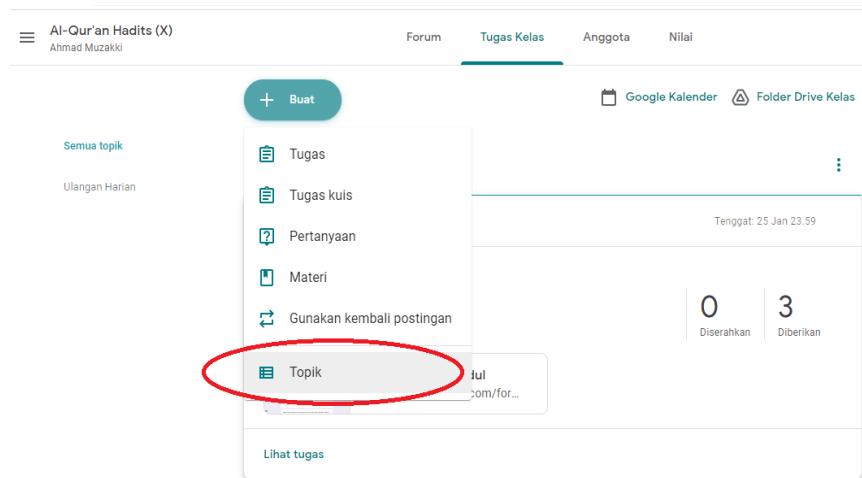 Al-Qur'an Hadits (X)
Ahmad Muzakki
Forum
Tugas Kelas
Anggota
Nilai
Buat
Google Kalender
Folder Drive Kelas
Semua topik
Ulangan Harian
Tugas
Tugas kuis
Pertanyaan
Materi
Gunakan kembali postingan
Topik
Tenggat: 25 Jan 23.59
0
Diserahkan
3
Diberikan
dul
com/for...
Lihat tugas